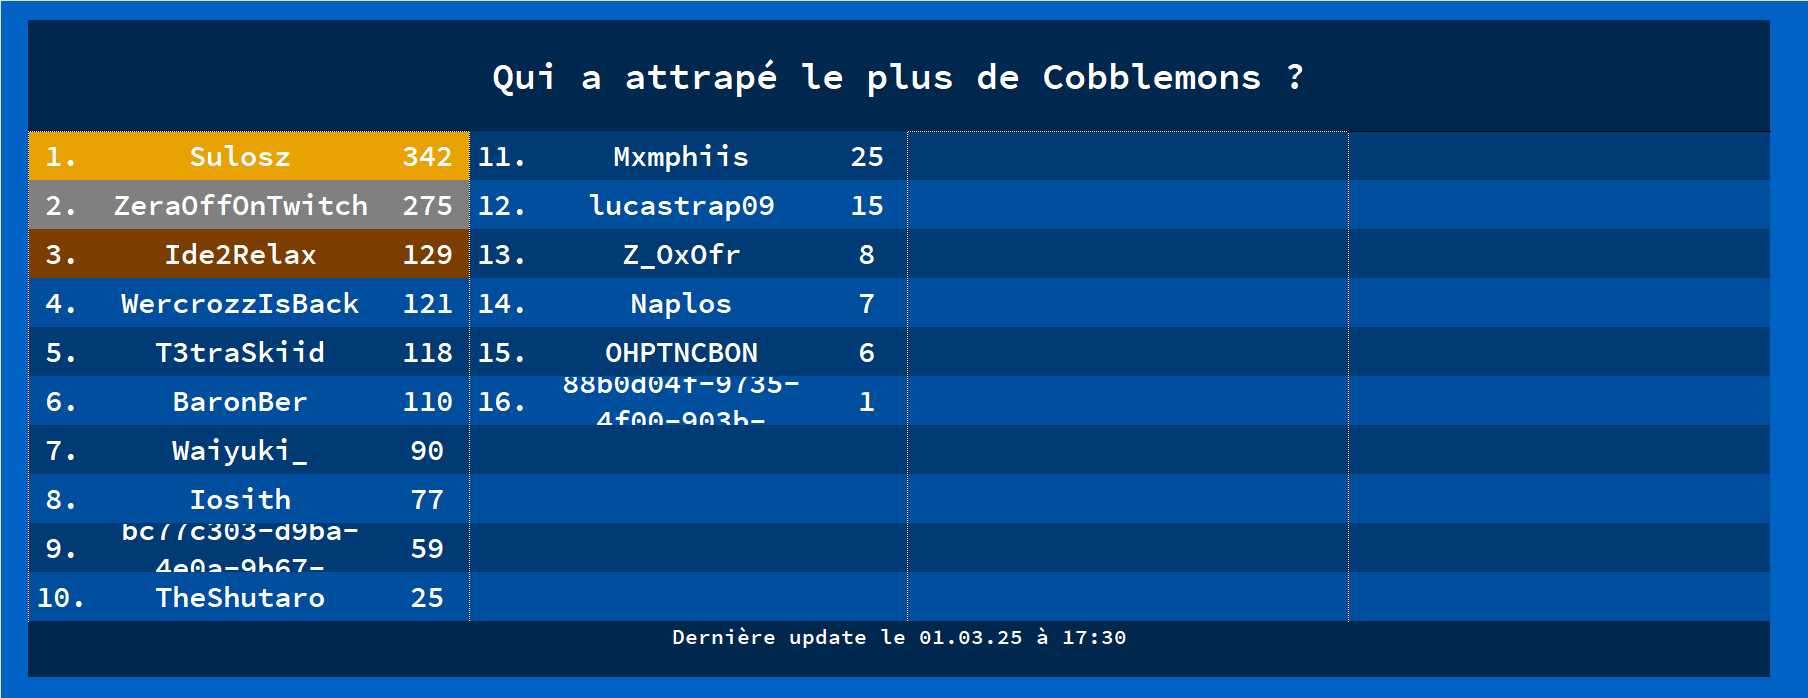 Qui a attrapé le plus de Cobblemons ?
1. Sulosz 342
2. ZeraOffOnTwitch 275
3. Ide2Relax 129
4. WercrozzIsBack 121
5. T3traSkiid 118
6. BaronBer 110
7. Waiyuki_ 90
8. Iosith 77
9. bc77c303-d9ba-4e0a-9b67- 59
10. TheShutaro 25
11. Mxmphiis 25
12. lucastrap09 15
13. Z_OxOfr 8
14. Naplos 7
15. OHPTNCBON 6
16. 88b0d04f-9735-4f00-903b- 1
Dernière update le 01.03.25 à 17:30